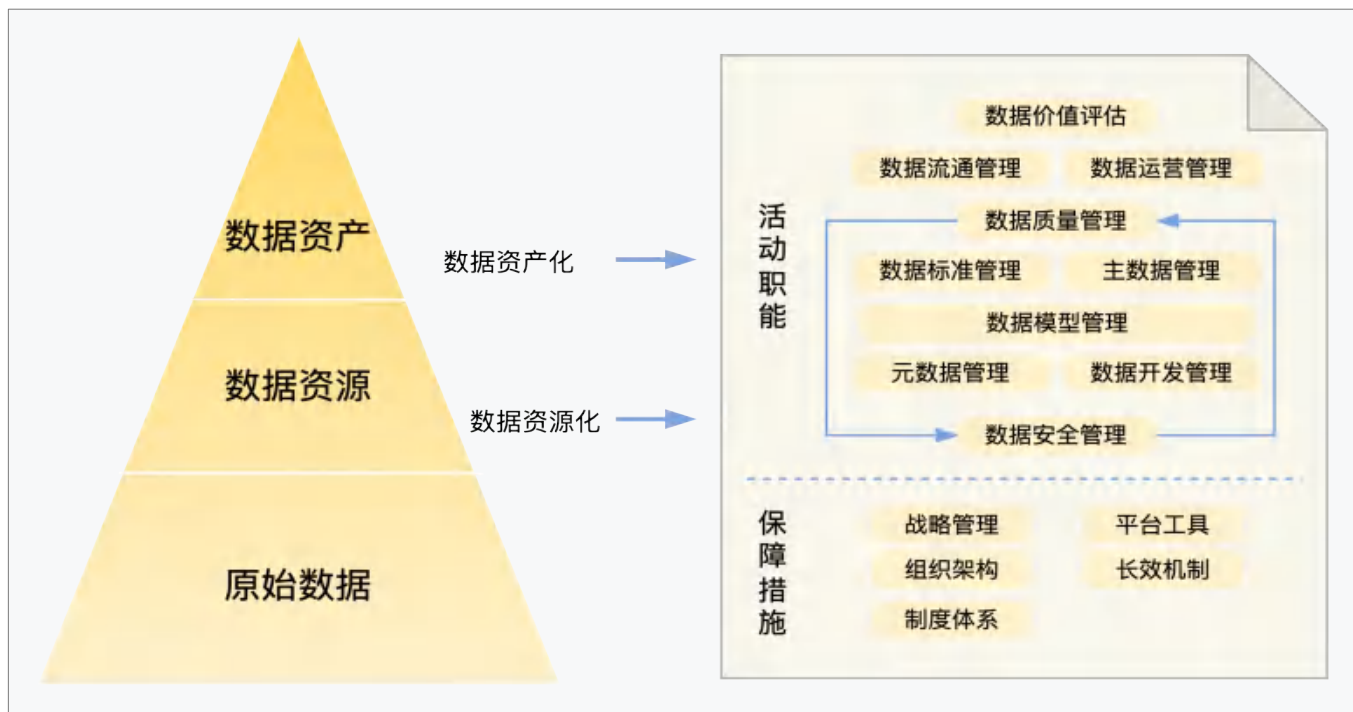 数据资产
数据资源
原始数据
数据资产化
数据资源化
活动职能
数据价值评估
数据流通管理 数据运营管理
数据质量管理
数据标准管理 主数据管理
数据模型管理
元数据管理 数据开发管理
数据安全管理
保障措施
战略管理 平台工具
组织架构 长效机制
制度体系